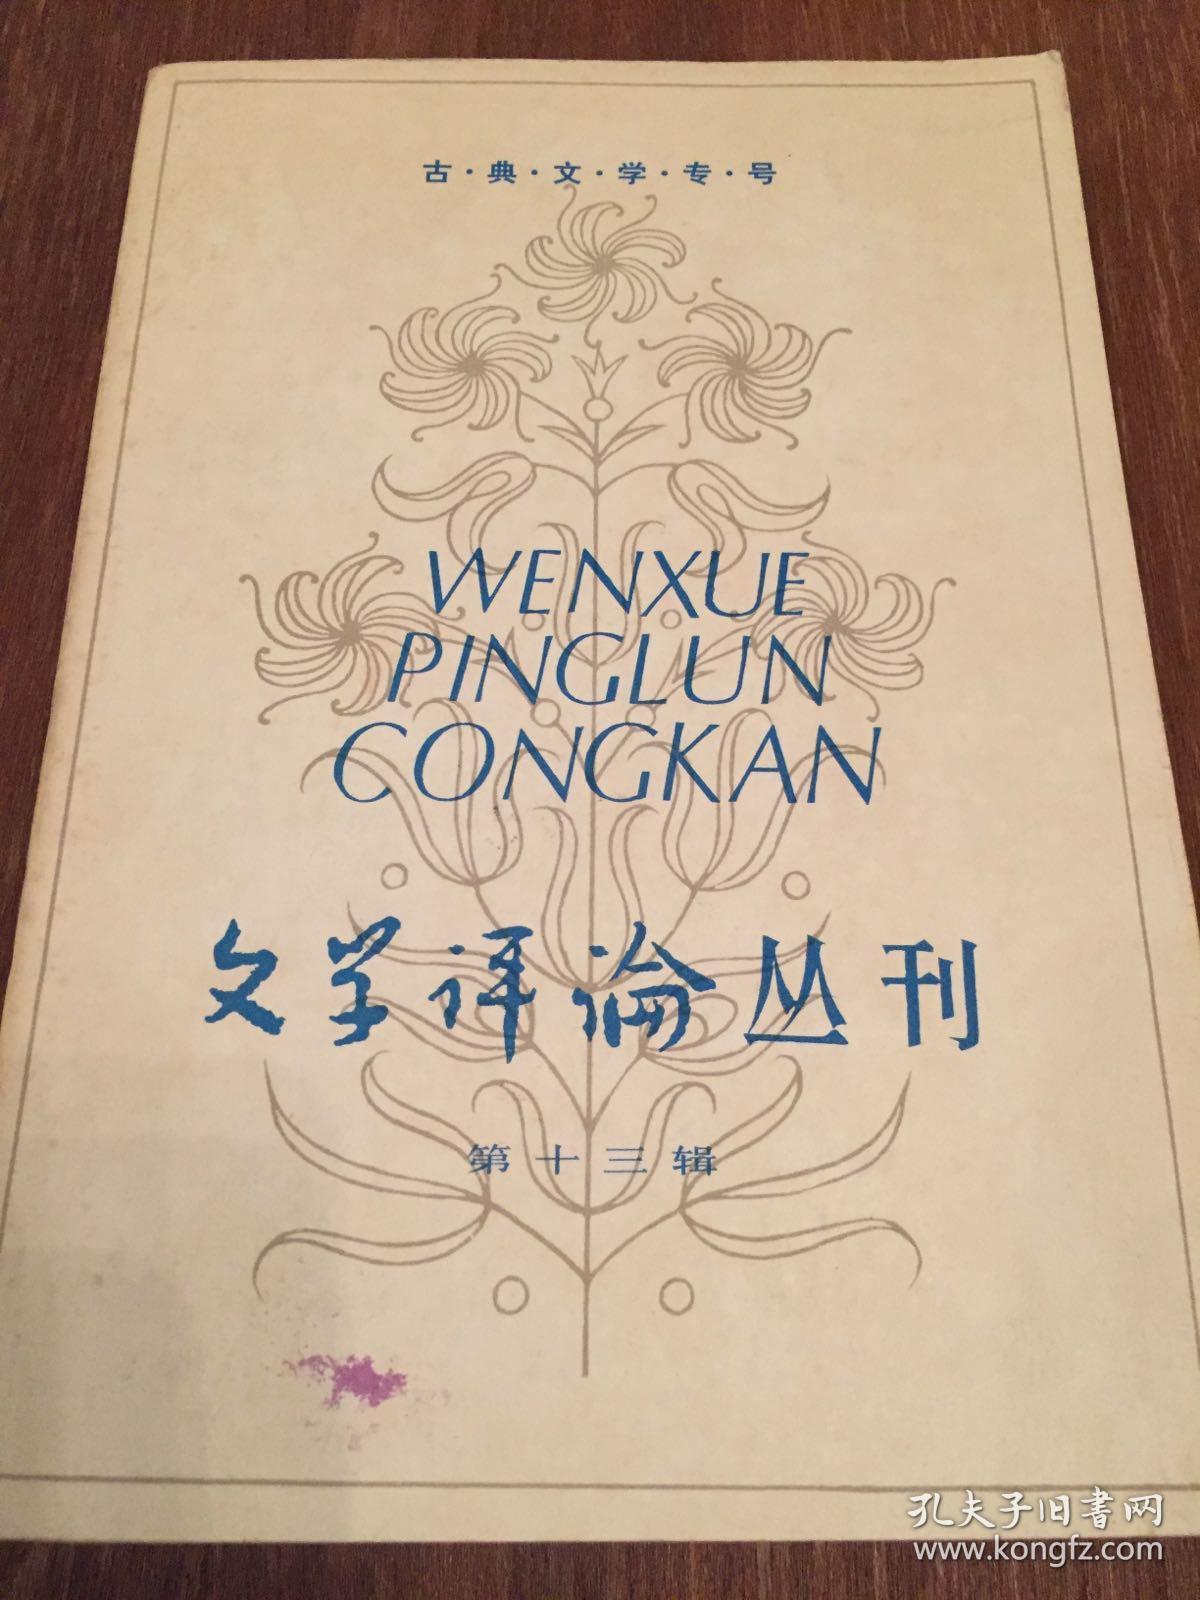 古·典·文·学·专·号
WENXUE
PINGLUN
CONGKAN
文学评论丛刊
第十三辑
孔夫子旧书网
www.kongfz.com